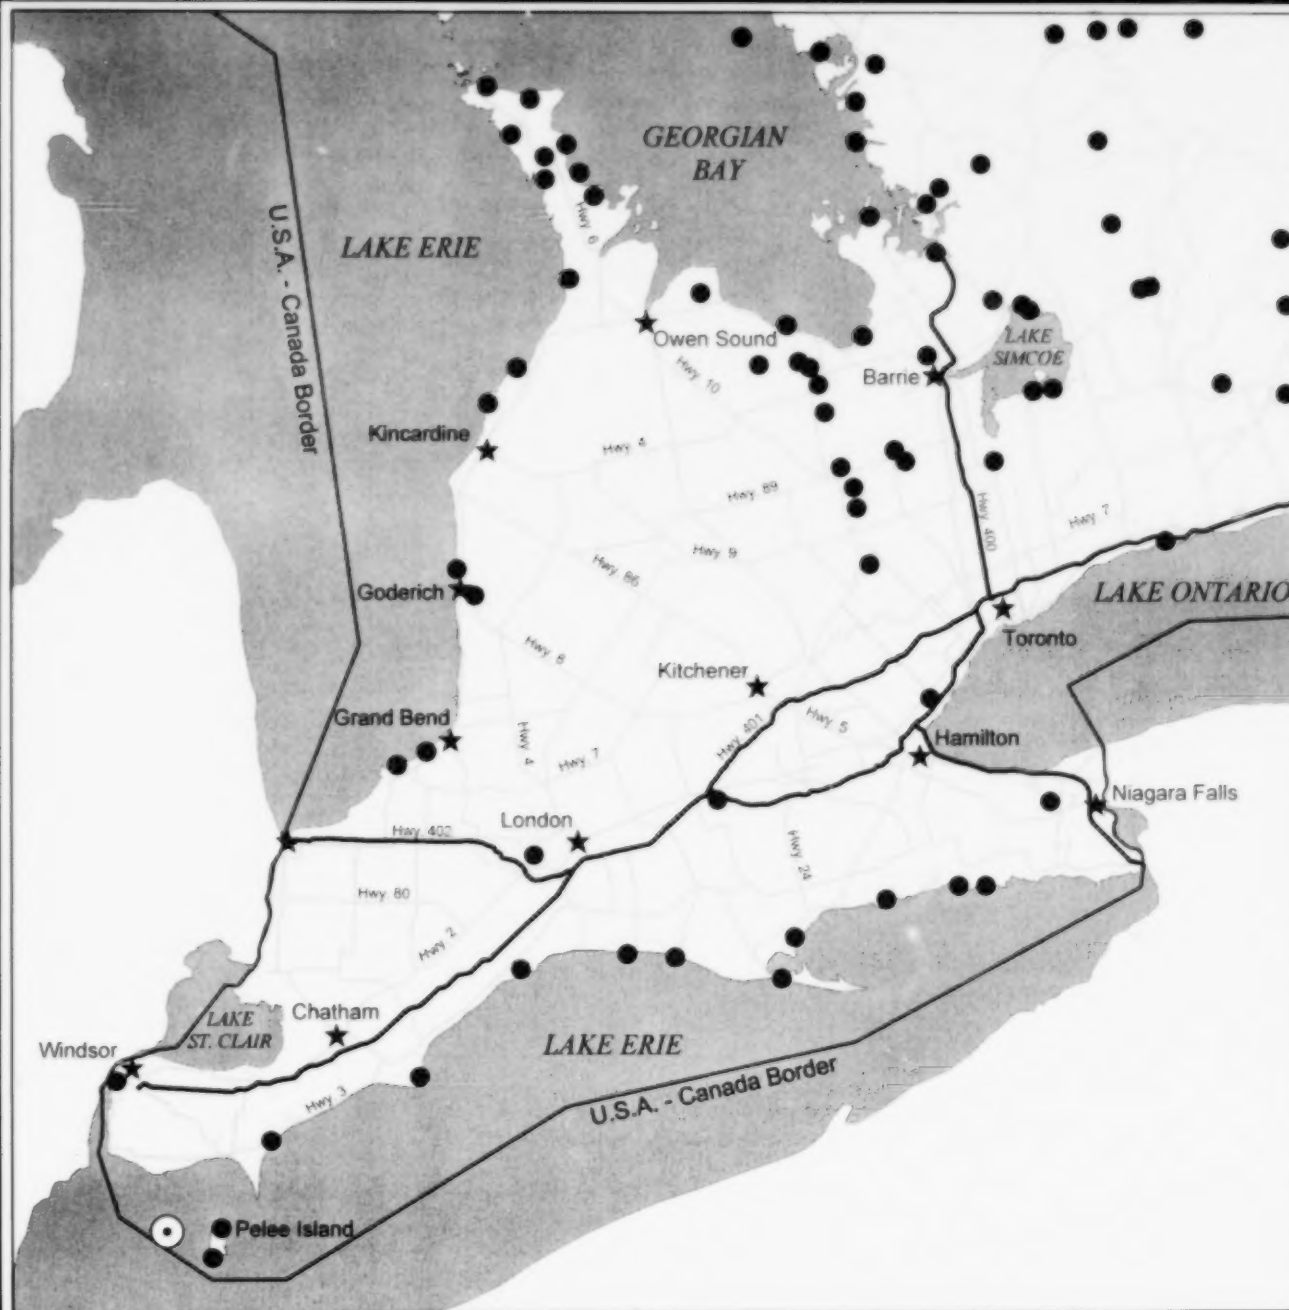 GEORGIAN
BAY
Hwy. 6
LAKE ERIE
U.S.A. - Canada Border
Owen Sound
LAKE
SIMCOE
Hwy. 10
Barrie
Kincardine
Hwy. 4
Hwy. 89
Hwy. 400
Hwy. 7
Hwy. 9
Hwy. 86
Goderich
LAKE ONTARIO
Toronto
Hwy. 8
Kitchener
Grand Bend
Hwy. 4
Hwy. 7
Hwy. 401
Hwy. 5
Hamilton
Niagara Falls
London
Hwy. 402
Hwy. 24
Hwy. 80
Hwy. 2
Chatham
LAKE
ST. CLAIR
Windsor
LAKE ERIE
Hwy. 3
U.S.A. - Canada Border
Pelee Island